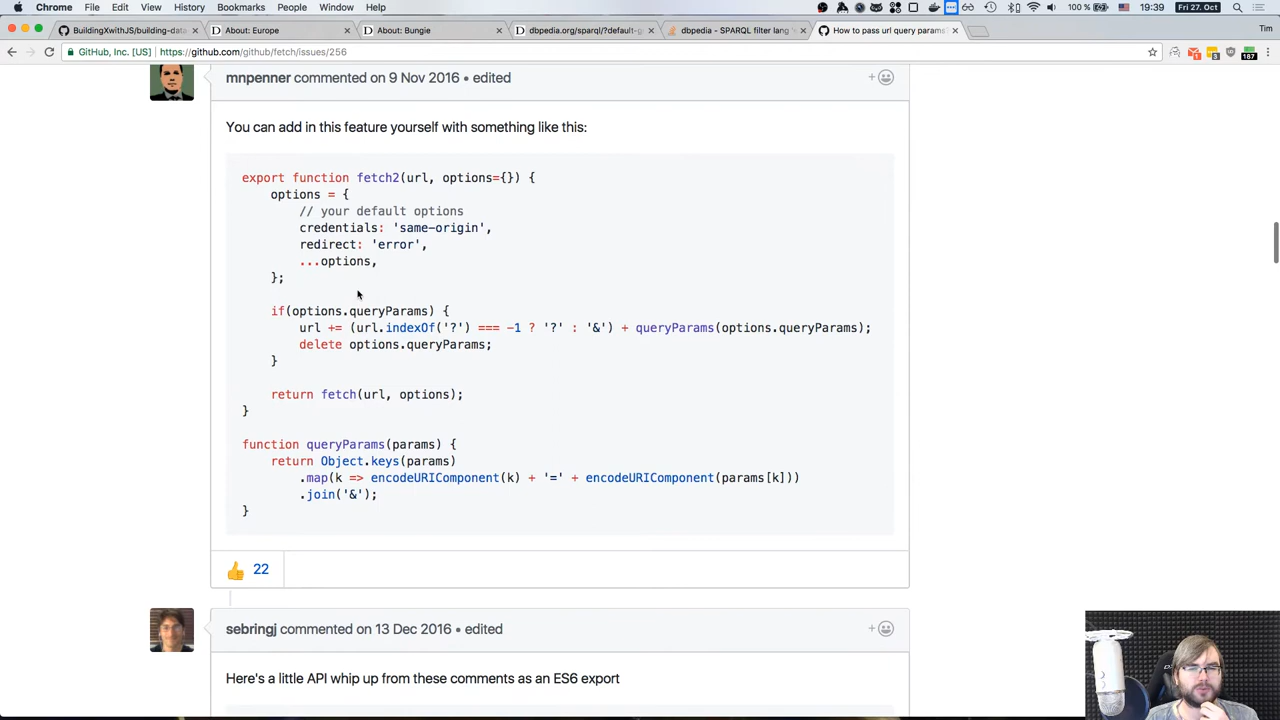 Chrome File Edit View History Bookmarks People Window Help 100 % 19:39 Fri 27. Oct
BuildingXwithJS/building-data About: Europe About: Bungie dbpedia.org/sparql/?default-g dbpedia - SPARQL filter lang ' How to pass url query params Tim
GitHub, Inc. [US] https://github.com/github/fetch/issues/256 187
mnpenner commented on 9 Nov 2016 • edited
You can add in this feature yourself with something like this:
export function fetch2(url, options={}) {
options = {
// your default options
credentials: 'same-origin',
redirect: 'error',
...options,
};
if(options.queryParams) {
url += (url.indexOf('?') === -1 ? '?' : '&') + queryParams(options.queryParams);
delete options.queryParams;
}
return fetch(url, options);
}
function queryParams(params) {
return Object.keys(params)
.map(k => encodeURIComponent(k) + '=' + encodeURIComponent(params[k]))
.join('&');
}
22
sebringj commented on 13 Dec 2016 • edited
Here's a little API whip up from these comments as an ES6 export